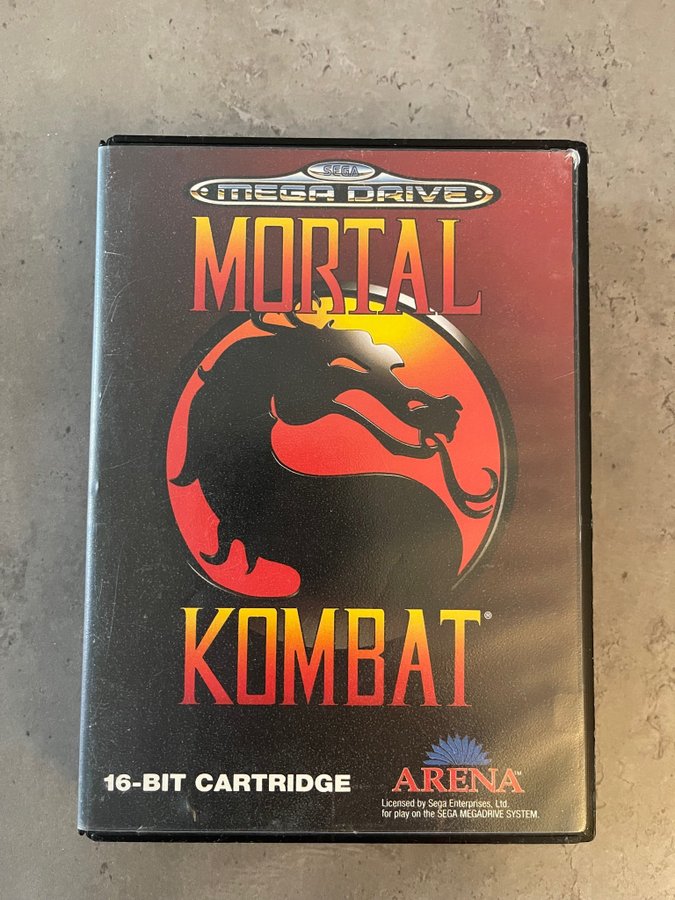 SEGA
MEGA DRIVE
MORTAL
KOMBAT®
16-BIT CARTRIDGE
ARENA™
Licensed by Sega Enterprises, Ltd.
for play on the SEGA MEGADRIVE SYSTEM.